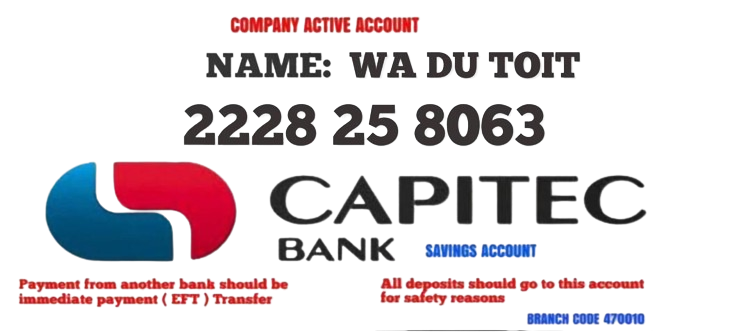 COMPANY ACTIVE ACCOUNT
NAME: WA DU TOIT
2228 25 8063
CAPITEC
BANK
SAVINGS ACCOUNT
Payment from another bank should be
immediate payment ( EFT ) Transfer
All deposits should go to this account
for safety reasons
BRANCH CODE 470010